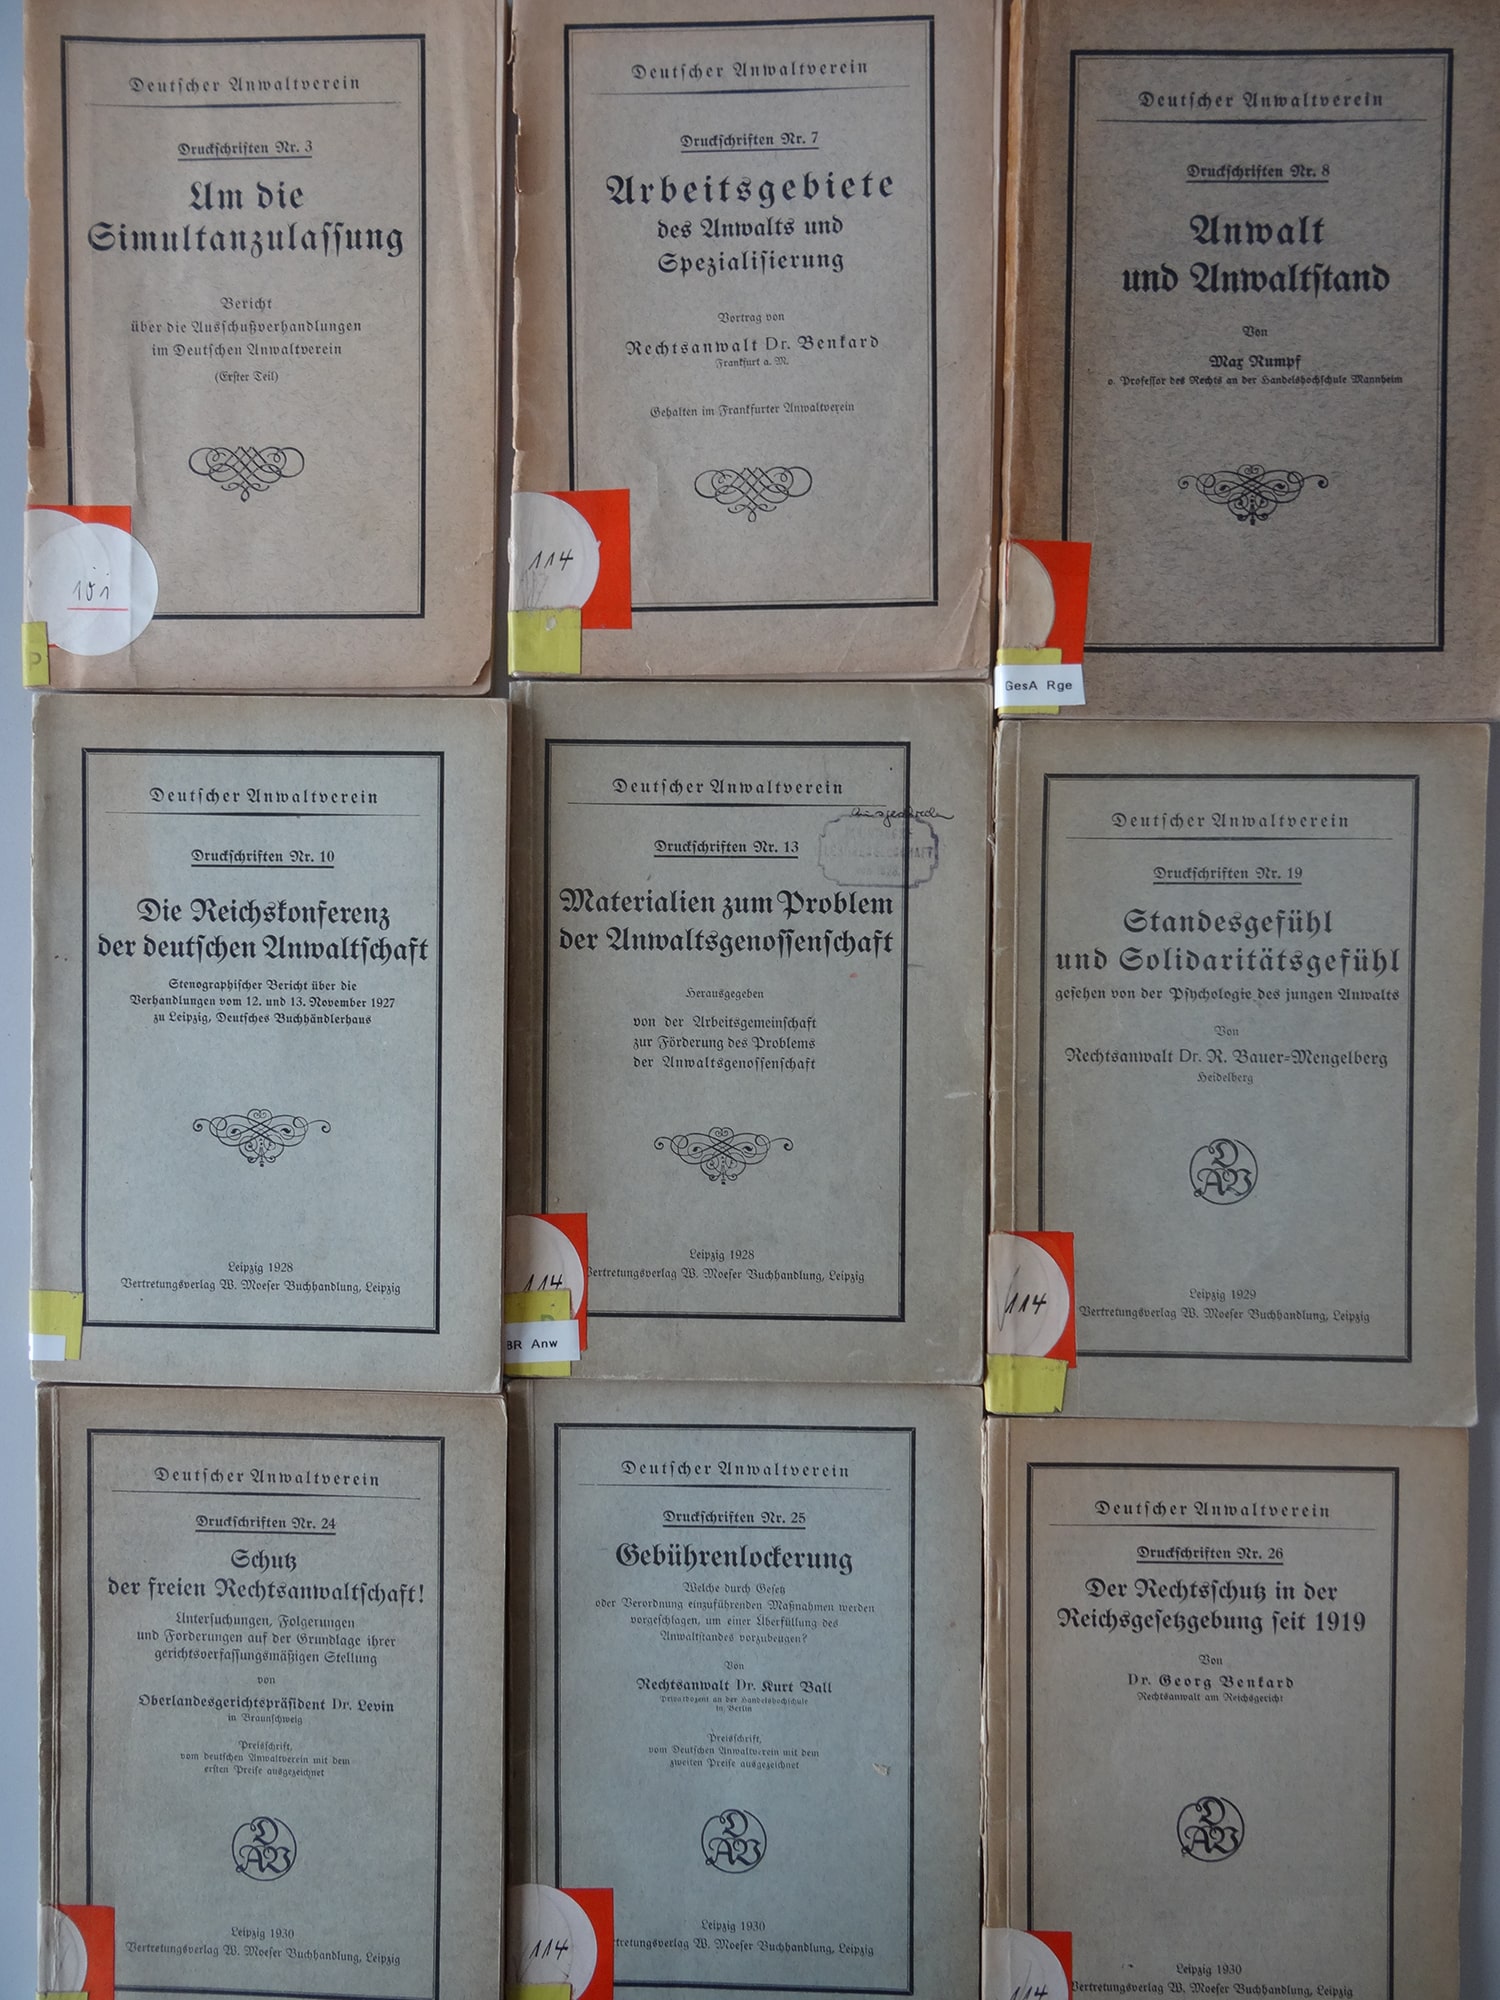 Deutscher Anwaltverein
Druckschriften Nr. 3
Um die
Simultanzulassung
Bericht
über die Ausschußverhandlungen
im Deutschen Anwaltverein
(Erster Teil)
P
Deutscher Anwaltverein
Druckschriften Nr. 7
Arbeitsgebiete
des Anwalts und
Spezialisierung
Vortrag von
Rechtsanwalt Dr. Benkard
Frankfurt a. M.
Gehalten im Frankfurter Anwaltverein
114
Deutscher Anwaltverein
Druckschriften Nr. 8
Anwalt
und Anwaltstand
Von
Max Rumpf
o. Professor des Rechts an der Handelshochschule Mannheim
GesA Rge
Deutscher Anwaltverein
Druckschriften Nr. 10
Die Reichskonferenz
der deutschen Anwaltschaft
Stenographischer Bericht über die
Verhandlungen vom 12. und 13. November 1927
zu Leipzig, Deutsches Buchhändlerhaus
Leipzig 1928
Vertretungsverlag W. Moeser Buchhandlung, Leipzig
Deutscher Anwaltverein
Druckschriften Nr. 13
Materialien zum Problem
der Anwaltsgenossenschaft
Herausgegeben
von der Arbeitsgemeinschaft
zur Förderung des Problems
der Anwaltsgenossenschaft
Leipzig 1928
Vertretungsverlag W. Moeser Buchhandlung, Leipzig
114
BR Anw
Deutscher Anwaltverein
Druckschriften Nr. 19
Standesgefühl
und Solidaritätsgefühl
gesehen von der Psychologie des jungen Anwalts
Von
Rechtsanwalt Dr. R. Bauer-Mengelberg
Heidelberg
DAV
Leipzig 1929
Vertretungsverlag W. Moeser Buchhandlung, Leipzig
114
Deutscher Anwaltverein
Druckschriften Nr. 24
Schutz
der freien Rechtsanwaltschaft!
Untersuchungen, Folgerungen
und Forderungen auf der Grundlage ihrer
gerichtsverfassungsmäßigen Stellung
von
Oberlandesgerichtspräsident Dr. Levin
in Braunschweig
Preisschrift,
vom deutschen Anwaltverein mit dem
ersten Preise ausgezeichnet
DAV
Leipzig 1930
Vertretungsverlag W. Moeser Buchhandlung, Leipzig
Deutscher Anwaltverein
Druckschriften Nr. 25
Gebührenlockerung
Welche durch Gesetz
oder Verordnung einzuführenden Maßnahmen werden
vorgeschlagen, um einer Überfüllung des
Anwaltstandes vorzubeugen?
Von
Rechtsanwalt Dr. Kurt Ball
Privatdozent an der Handelshochschule
in Berlin
Preisschrift,
vom Deutschen Anwaltverein mit dem
zweiten Preise ausgezeichnet
DAV
Leipzig 1930
rtretungsverlag W. Moeser Buchhandlung, Leipzig
114
Deutscher Anwaltverein
Druckschriften Nr. 26
Der Rechtsschutz in der
Reichsgesetzgebung seit 1919
Von
Dr. Georg Benkard
Rechtsanwalt am Reichsgericht
DAV
Leipzig 1930
Vertretungsverlag W. Moeser Buchhandlung, Leipzig
114